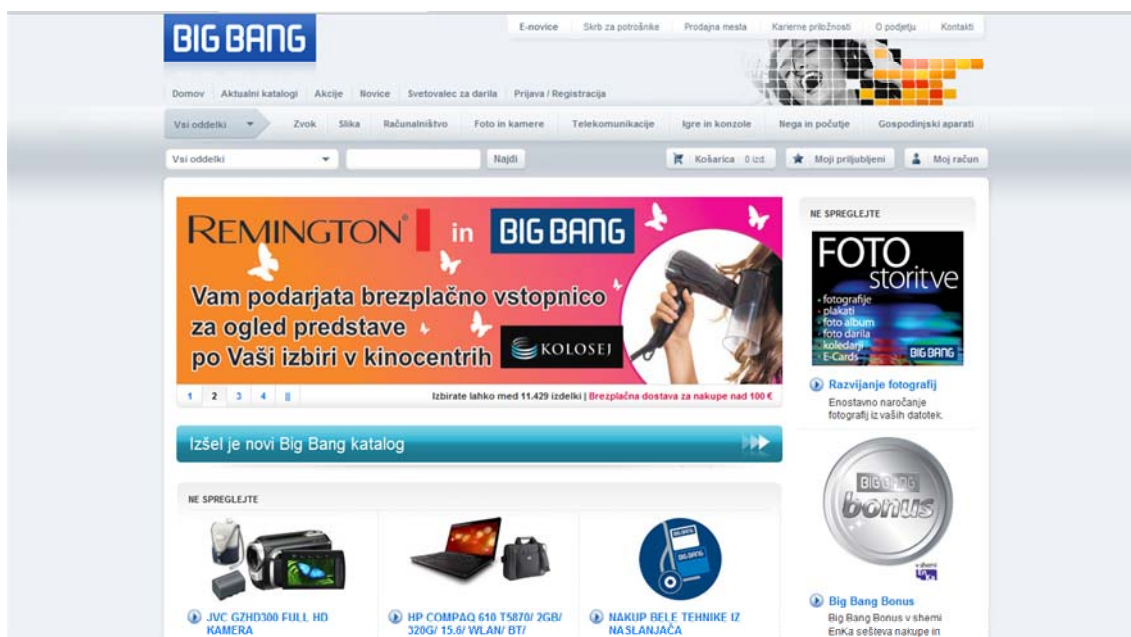 BIG BANG
E-novice Skrb za potrošnike Prodajna mesta Karierne priložnosti O podjetju Kontakti
Domov Aktualni katalogi Akcije Novice Svetovalec za darila Prijava / Registracija
Vsi oddelki Zvok Slika Računalništvo Foto in kamere Telekomunikacije Igre in konzole Nega in počutje Gospodinjski aparati
Vsi oddelki Najdi Košarica 0 izd. Moji priljubljeni Moj račun
REMINGTON® in BIG BANG
Vam podarjata brezplačno vstopnico
za ogled predstave
po Vaši izbiri v kinocentrih KOLOSEJ
1 2 3 4 || Izbirate lahko med 11.429 izdelki | Brezplačna dostava za nakupe nad 100 €
Izšel je novi Big Bang katalog
NE SPREGLEJTE
JVC GZHD300 FULL HD
KAMERA
HP COMPAQ 610 T5870/ 2GB/
320G/ 15.6/ WLAN/ BT/
BIG BANG
BIG BANG
NAKUP BELE TEHNIKE IZ
NASLANJAČA
NE SPREGLEJTE
FOTO
storitve
• fotografije
• plakati
• foto album
• foto darila
• koledarji
• E-Cards BIG BANG
Razvijanje fotografij
Enostavno naročanje
fotografij iz vaših datotek.
BIG BANG
bonus
v shemi
EnKa
Big Bang Bonus
Big Bang Bonus v shemi
EnKa sešteva nakupe in